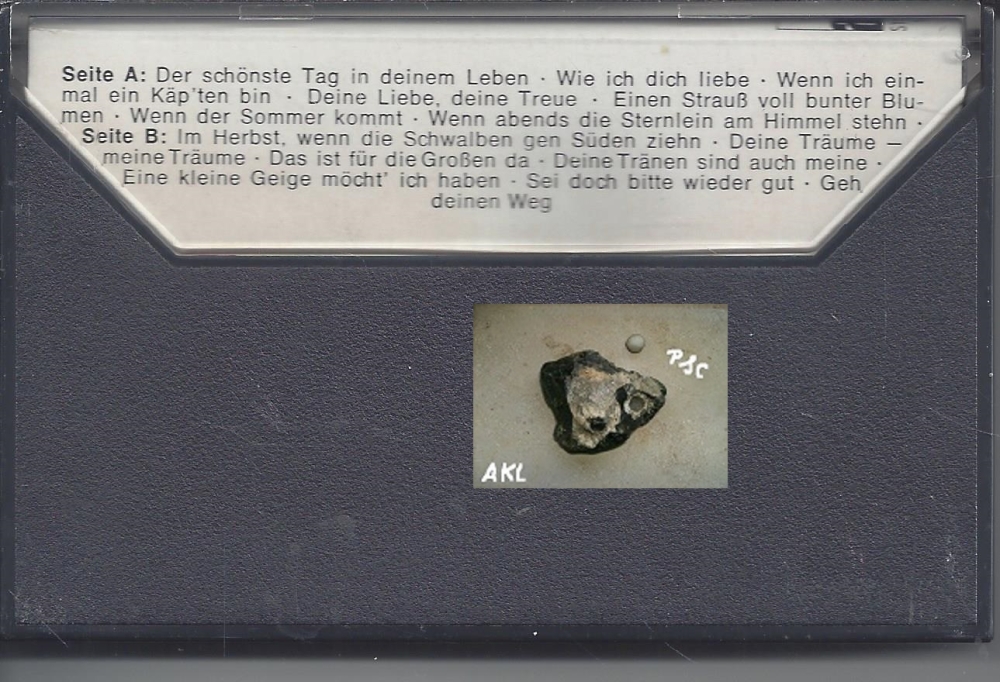 Seite A: Der schönste Tag in deinem Leben · Wie ich dich liebe · Wenn ich ein-
mal ein Käp'ten bin · Deine Liebe, deine Treue · Einen Strauß voll bunter Blu-
men · Wenn der Sommer kommt · Wenn abends die Sternlein am Himmel stehn ·
Seite B: Im Herbst, wenn die Schwalben gen Süden ziehn · Deine Träume —
meine Träume · Das ist für die Großen da · Deine Tränen sind auch meine ·
Eine kleine Geige möcht' ich haben · Sei doch bitte wieder gut · Geh
deinen Weg
PSC
AKL